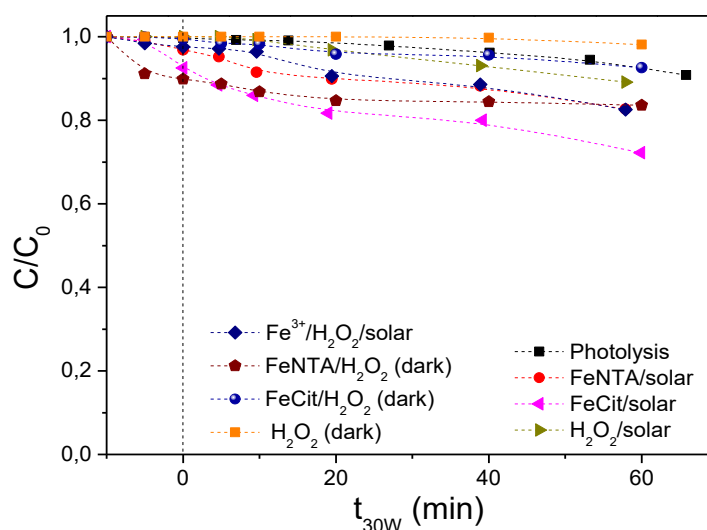 C/C₀
1,0
0,8
0,6
0,4
0,2
0,0
Fe³⁺/H₂O₂/solar
FeNTA/H₂O₂ (dark)
FeCit/H₂O₂ (dark)
H₂O₂ (dark)
Photolysis
FeNTA/solar
FeCit/solar
H₂O₂/solar
0 20 40 60
t₃₀W (min)